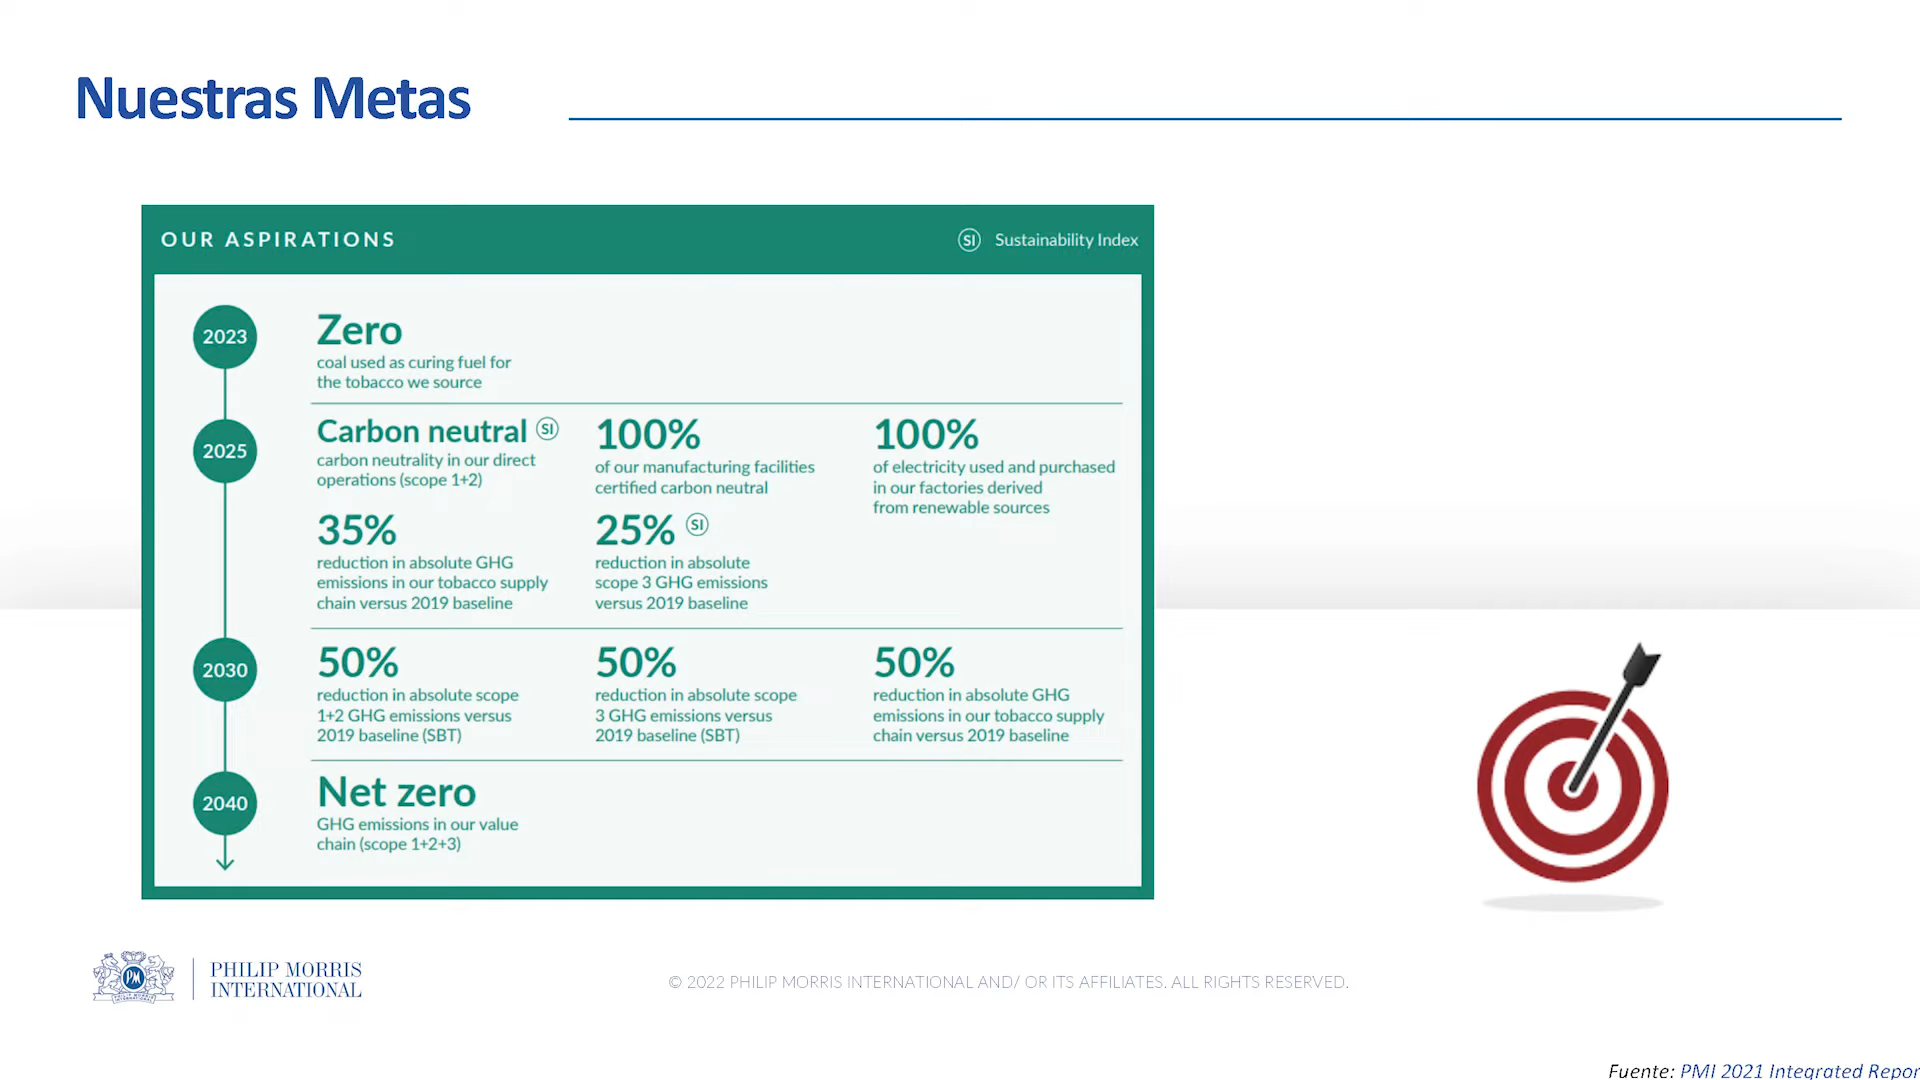 Nuestras Metas
OUR ASPIRATIONS
SI Sustainability Index
2023
Zero
coal used as curing fuel for
the tobacco we source
2025
Carbon neutral SI
carbon neutrality in our direct
operations (scope 1+2)
100%
of our manufacturing facilities
certified carbon neutral
100%
of electricity used and purchased
in our factories derived
from renewable sources
35%
reduction in absolute GHG
emissions in our tobacco supply
chain versus 2019 baseline
25% SI
reduction in absolute
scope 3 GHG emissions
versus 2019 baseline
2030
50%
reduction in absolute scope
1+2 GHG emissions versus
2019 baseline (SBT)
50%
reduction in absolute scope
3 GHG emissions versus
2019 baseline (SBT)
50%
reduction in absolute GHG
emissions in our tobacco supply
chain versus 2019 baseline
2040
Net zero
GHG emissions in our value
chain (scope 1+2+3)
PM
PHILIP MORRIS
INTERNATIONAL
© 2022 PHILIP MORRIS INTERNATIONAL AND/ OR ITS AFFILIATES. ALL RIGHTS RESERVED.
Fuente: PMI 2021 Integrated Repor